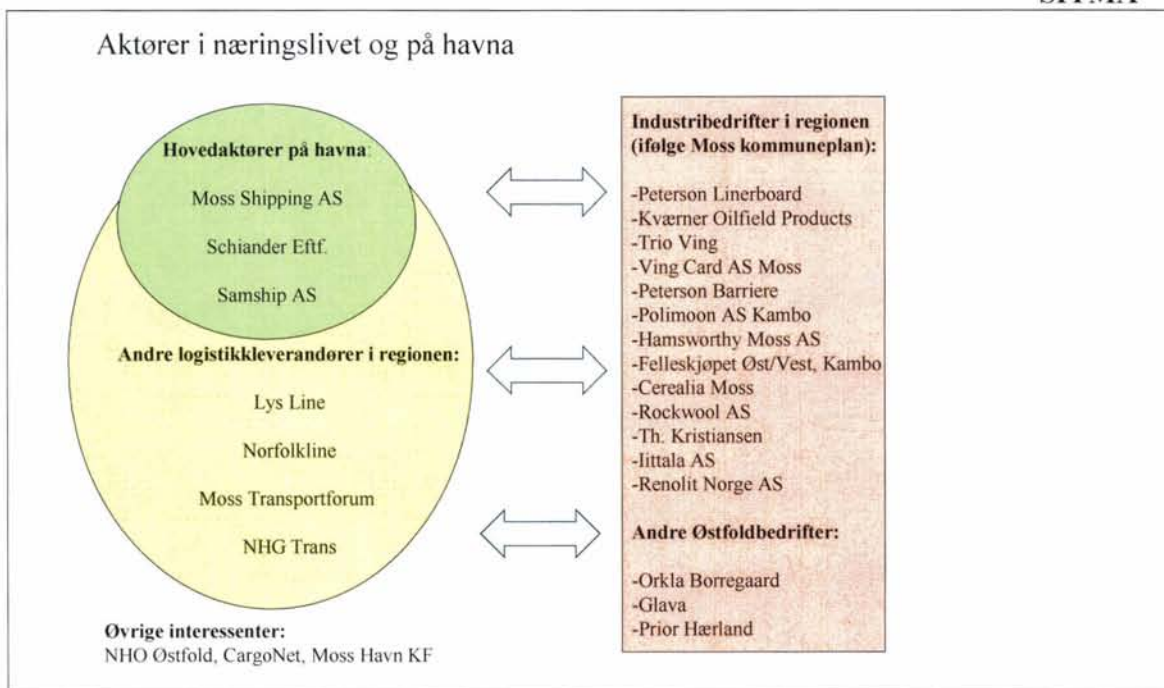 Aktører i næringslivet og på havna
Hovedaktører på havna:
Moss Shipping AS
Schiander Eftf.
Samship AS
Andre logistikkleverandører i regionen:
Lys Line
Norfolkline
Moss Transportforum
NHG Trans
Øvrige interessenter:
NHO Østfold, CargoNet, Moss Havn KF
Industribedrifter i regionen
(ifølge Moss kommuneplan):
-Peterson Linerboard
-Kværner Oilfield Products
-Trio Ving
-Ving Card AS Moss
-Peterson Barriere
-Polimoon AS Kambo
-Hamsworthy Moss AS
-Felleskjøpet Øst/Vest, Kambo
-Cerealia Moss
-Rockwool AS
-Th. Kristiansen
-Iittala AS
-Renolit Norge AS
Andre Østfoldbedrifter:
-Orkla Borregaard
-Glava
-Prior Hærland